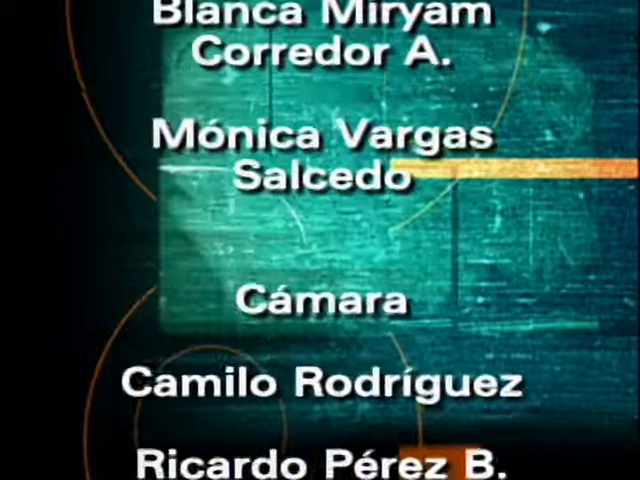 Blanca Miryam
Corredor A.
Mónica Vargas
Salcedo
Cámara
Camilo Rodríguez
Ricardo Pérez B.